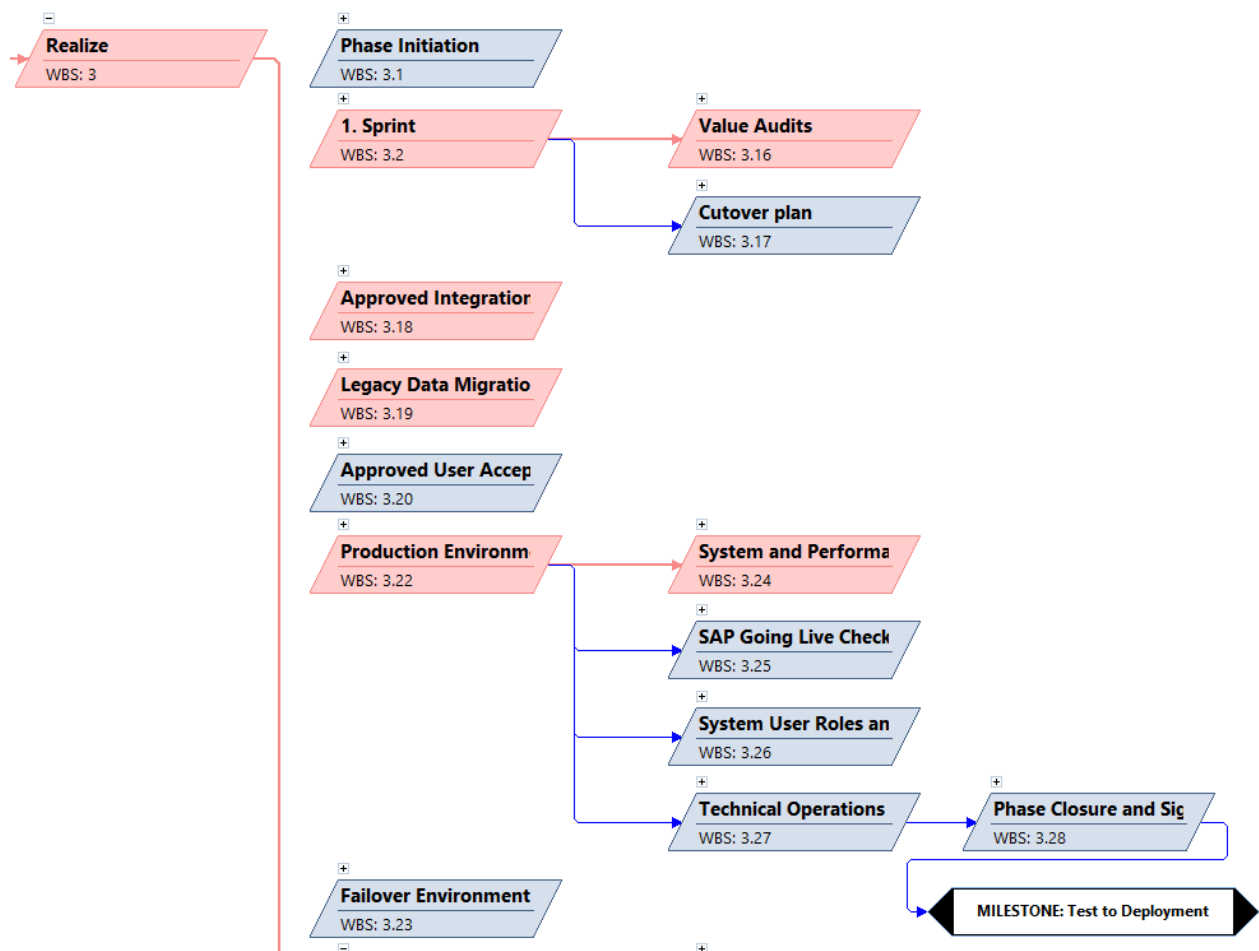 Realize
WBS: 3
Phase Initiation
WBS: 3.1
1. Sprint
WBS: 3.2
Value Audits
WBS: 3.16
Cutover plan
WBS: 3.17
Approved Integration
WBS: 3.18
Legacy Data Migratio
WBS: 3.19
Approved User Accep
WBS: 3.20
Production Environm
WBS: 3.22
System and Performa
WBS: 3.24
SAP Going Live Check
WBS: 3.25
System User Roles an
WBS: 3.26
Technical Operations
WBS: 3.27
Phase Closure and Sig
WBS: 3.28
Failover Environment
WBS: 3.23
MILESTONE: Test to Deployment